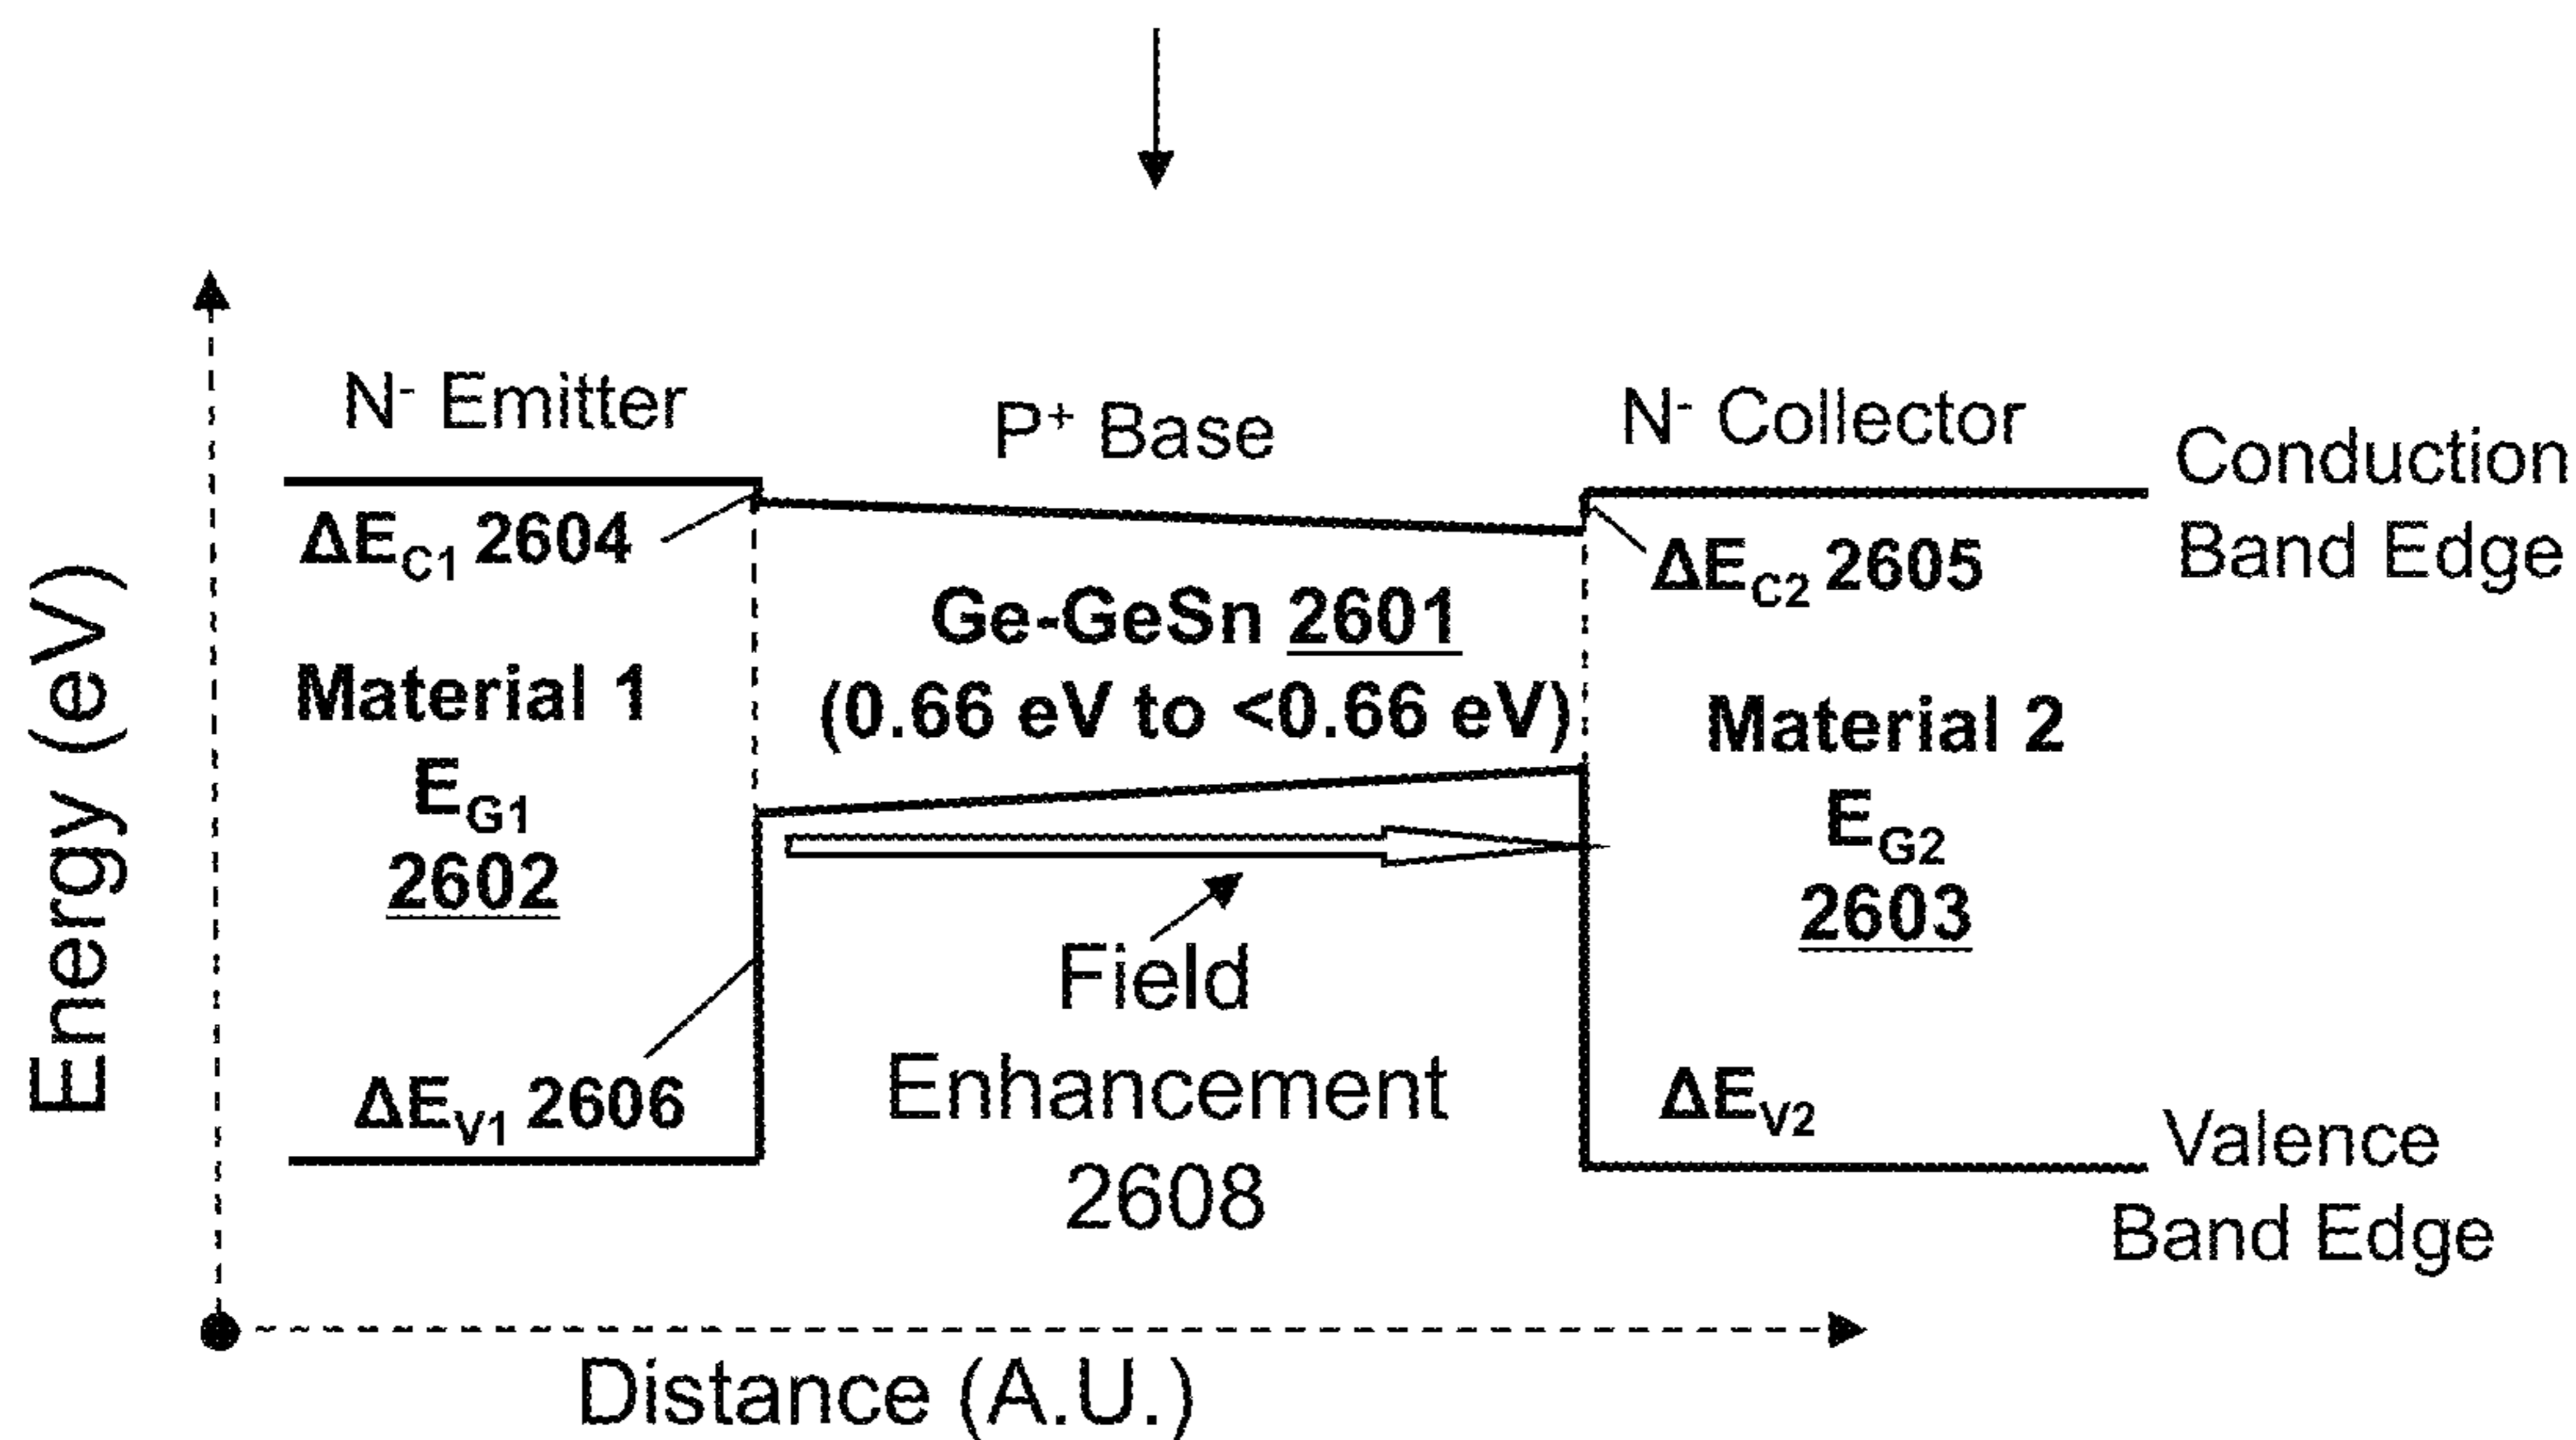 N⁻ Emitter
P⁺ Base
N⁻ Collector
Conduction
Band Edge
ΔE_C1 2604
ΔE_C2 2605
Ge-GeSn 2601
(0.66 eV to <0.66 eV)
Material 1
E_G1
2602
Material 2
E_G2
2603
Field
Enhancement
2608
ΔE_V1 2606
ΔE_V2
Valence
Band Edge
Energy (eV)
Distance (A.U.)